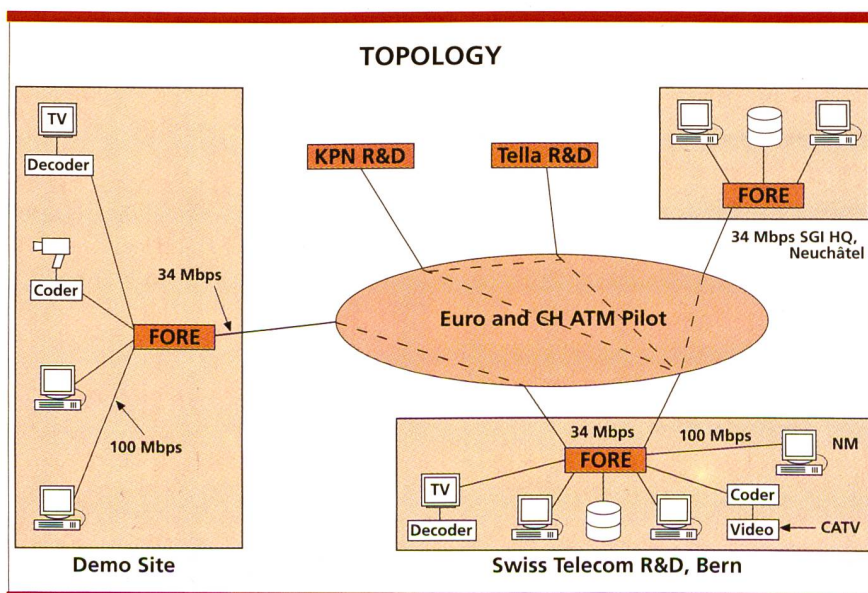 TOPOLOGY
TV
Decoder
Coder
34 Mbps
FORE
100 Mbps
Demo Site
KPN R&D
Tella R&D
Euro and CH ATM Pilot
FORE
34 Mbps SGI HQ,
Neuchâtel
34 Mbps
100 Mbps
NM
FORE
TV
Decoder
Coder
Video
CATV
Swiss Telecom R&D, Bern